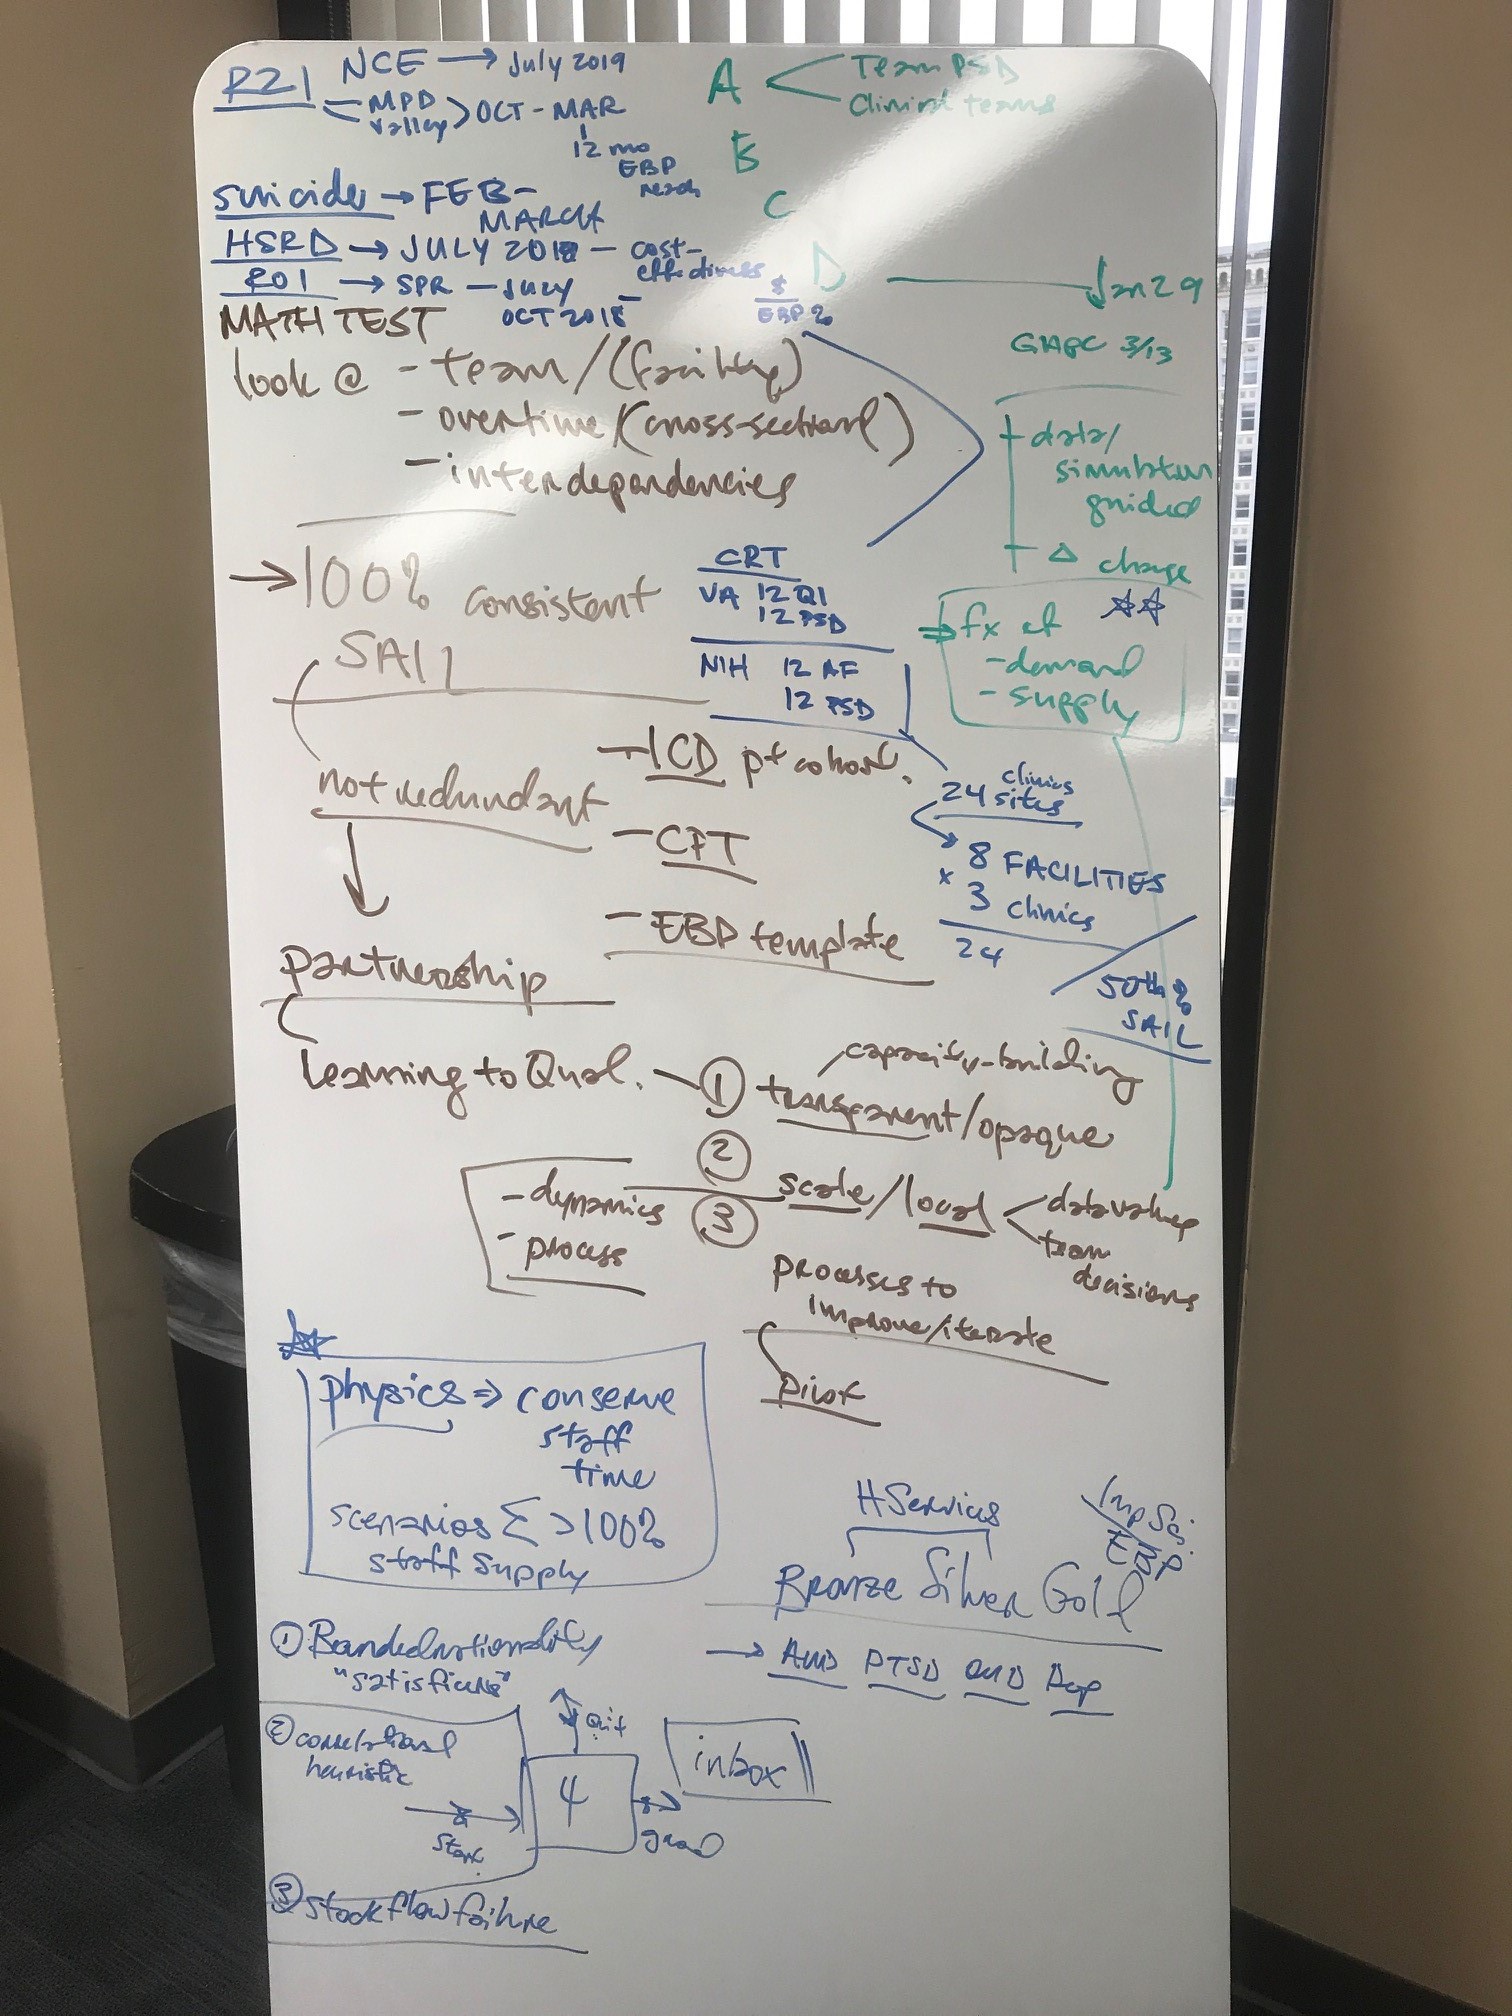 R21 NCE → July 2019
MPD
Valley > OCT - MAR
12 mo
EBP
reach
suicide → FEB -
MARCH
HSRD → JULY 2018 - cost-
effectiveness
RO1 → SPR - July
OCT 2018
$
EBP %
A < Team PSD
Clinical teams
B
C
D → Jan 29
3/13
MATH TEST
look @ - team/(facility)
- overtime/(cross-sectional)
- interdependencies
+ data/
simulation
guided
+ Δ change
→ 100% consistent
SAIL
CRT
VA 12 QI
12 PSD
NIH 12 AF
12 PSD
⇒ fx of
- demand
- supply
not redundant
- ICD pt cohort.
- CPT
- EBP template
clinics
24 sites
8 FACILITIES
x 3 clinics
24
50th %
SAIL
partnership
Learning to Qual. - ① transparent/opaque
capacity-building
② scale/local < data values
team
decisions
- dynamics
- process
③ processes to
improve/iterate
pilot
physics ⇒ conserve
staff
time
scenarios Σ > 100%
staff supply
HServices
Imp Sci.
EBP
Bronze Silver Gold
→ AUD PTSD OUD Dep
① Bounded rationality
"satisficing"
② correlational
heuristic
Quit
start
4
grad
inbox
③ stock flow failure